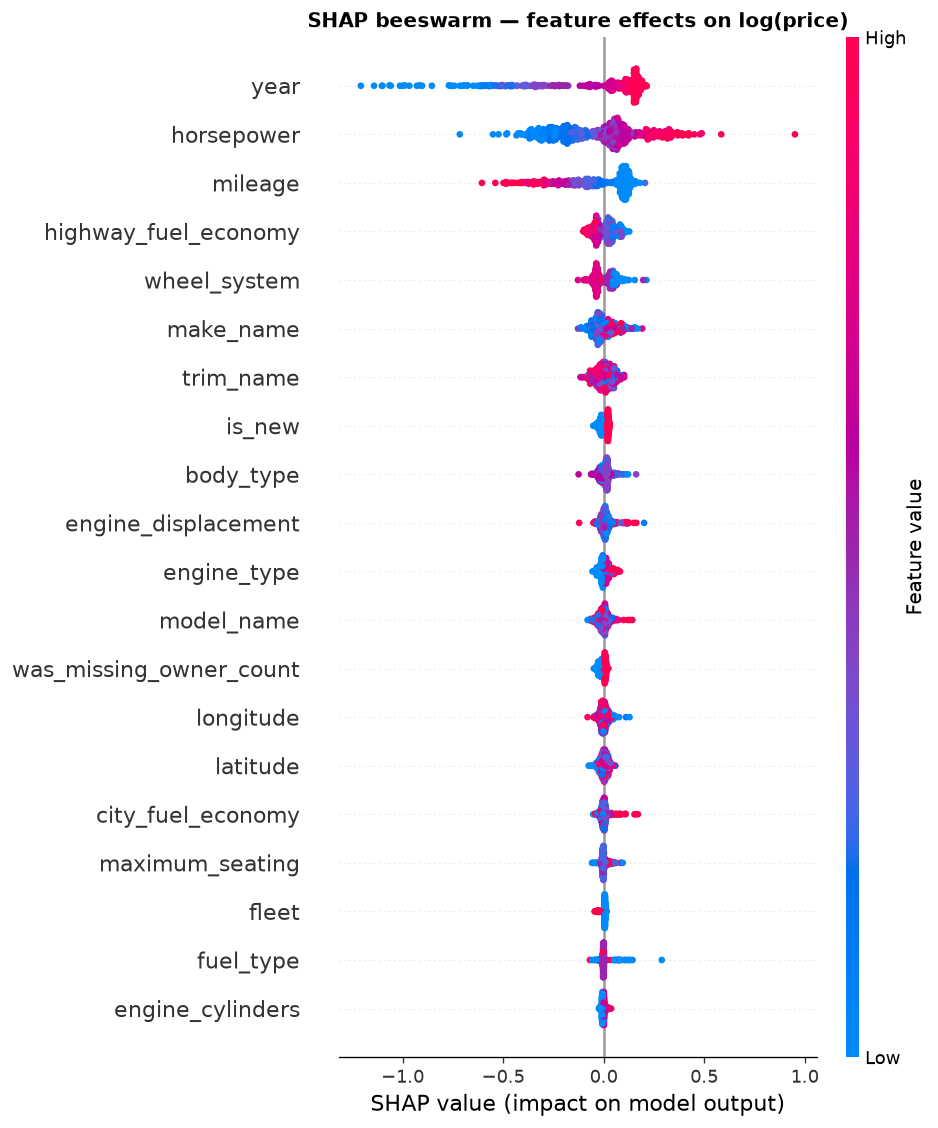 SHAP beeswarm — feature effects on log(price)
High
year
horsepower
mileage
highway_fuel_economy
wheel_system
make_name
trim_name
is_new
body_type
engine_displacement
engine_type
model_name
was_missing_owner_count
longitude
latitude
city_fuel_economy
maximum_seating
fleet
fuel_type
engine_cylinders
Feature value
Low
−1.0 −0.5 0.0 0.5 1.0
SHAP value (impact on model output)